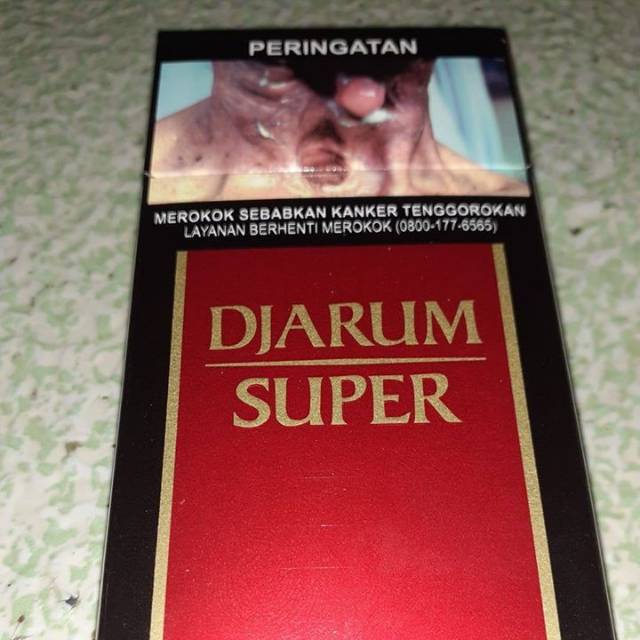 PERINGATAN
MEROKOK SEBABKAN KANKER TENGGOROKAN
LAYANAN BERHENTI MEROKOK (0800-177-6565)
DJARUM
SUPER